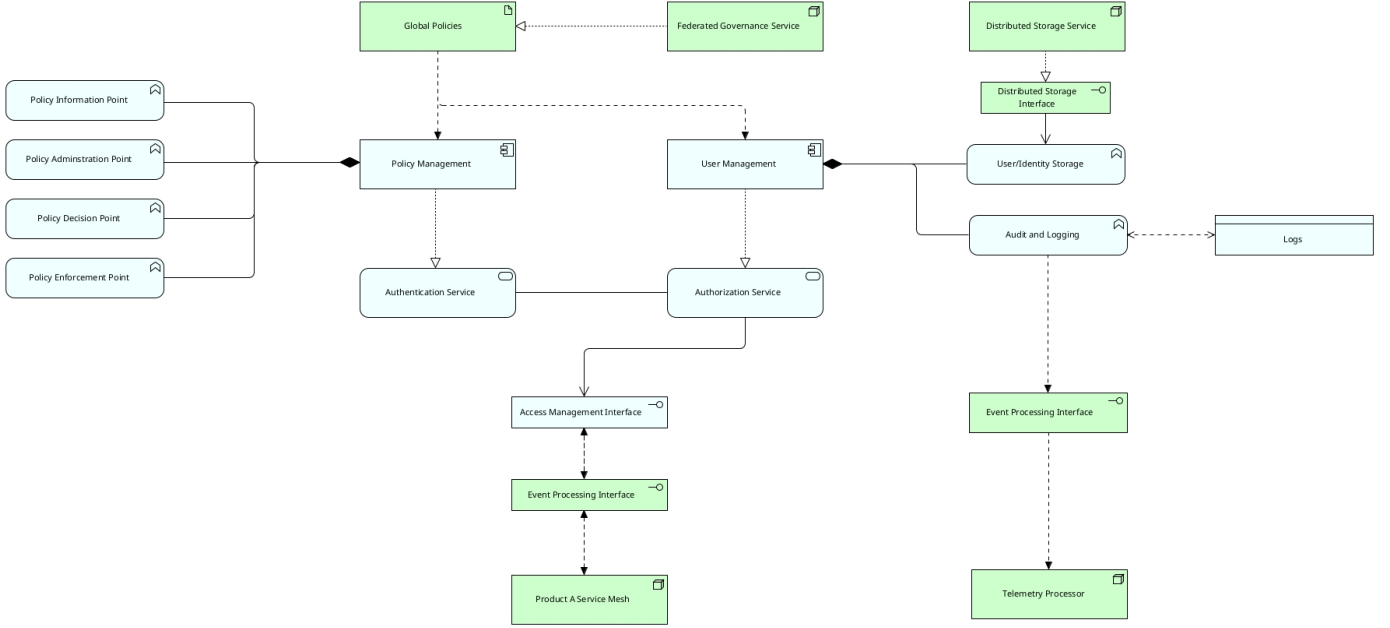 Global Policies
Federated Governance Service
Distributed Storage Service
Policy Information Point
Distributed Storage
Interface
Policy Adminstration Point
Policy Management
User Management
User/Identity Storage
Policy Decision Point
Audit and Logging
Logs
Policy Enforcement Point
Authentication Service
Authorization Service
Access Management Interface
Event Processing Interface
Event Processing Interface
Product A Service Mesh
Telemetry Processor